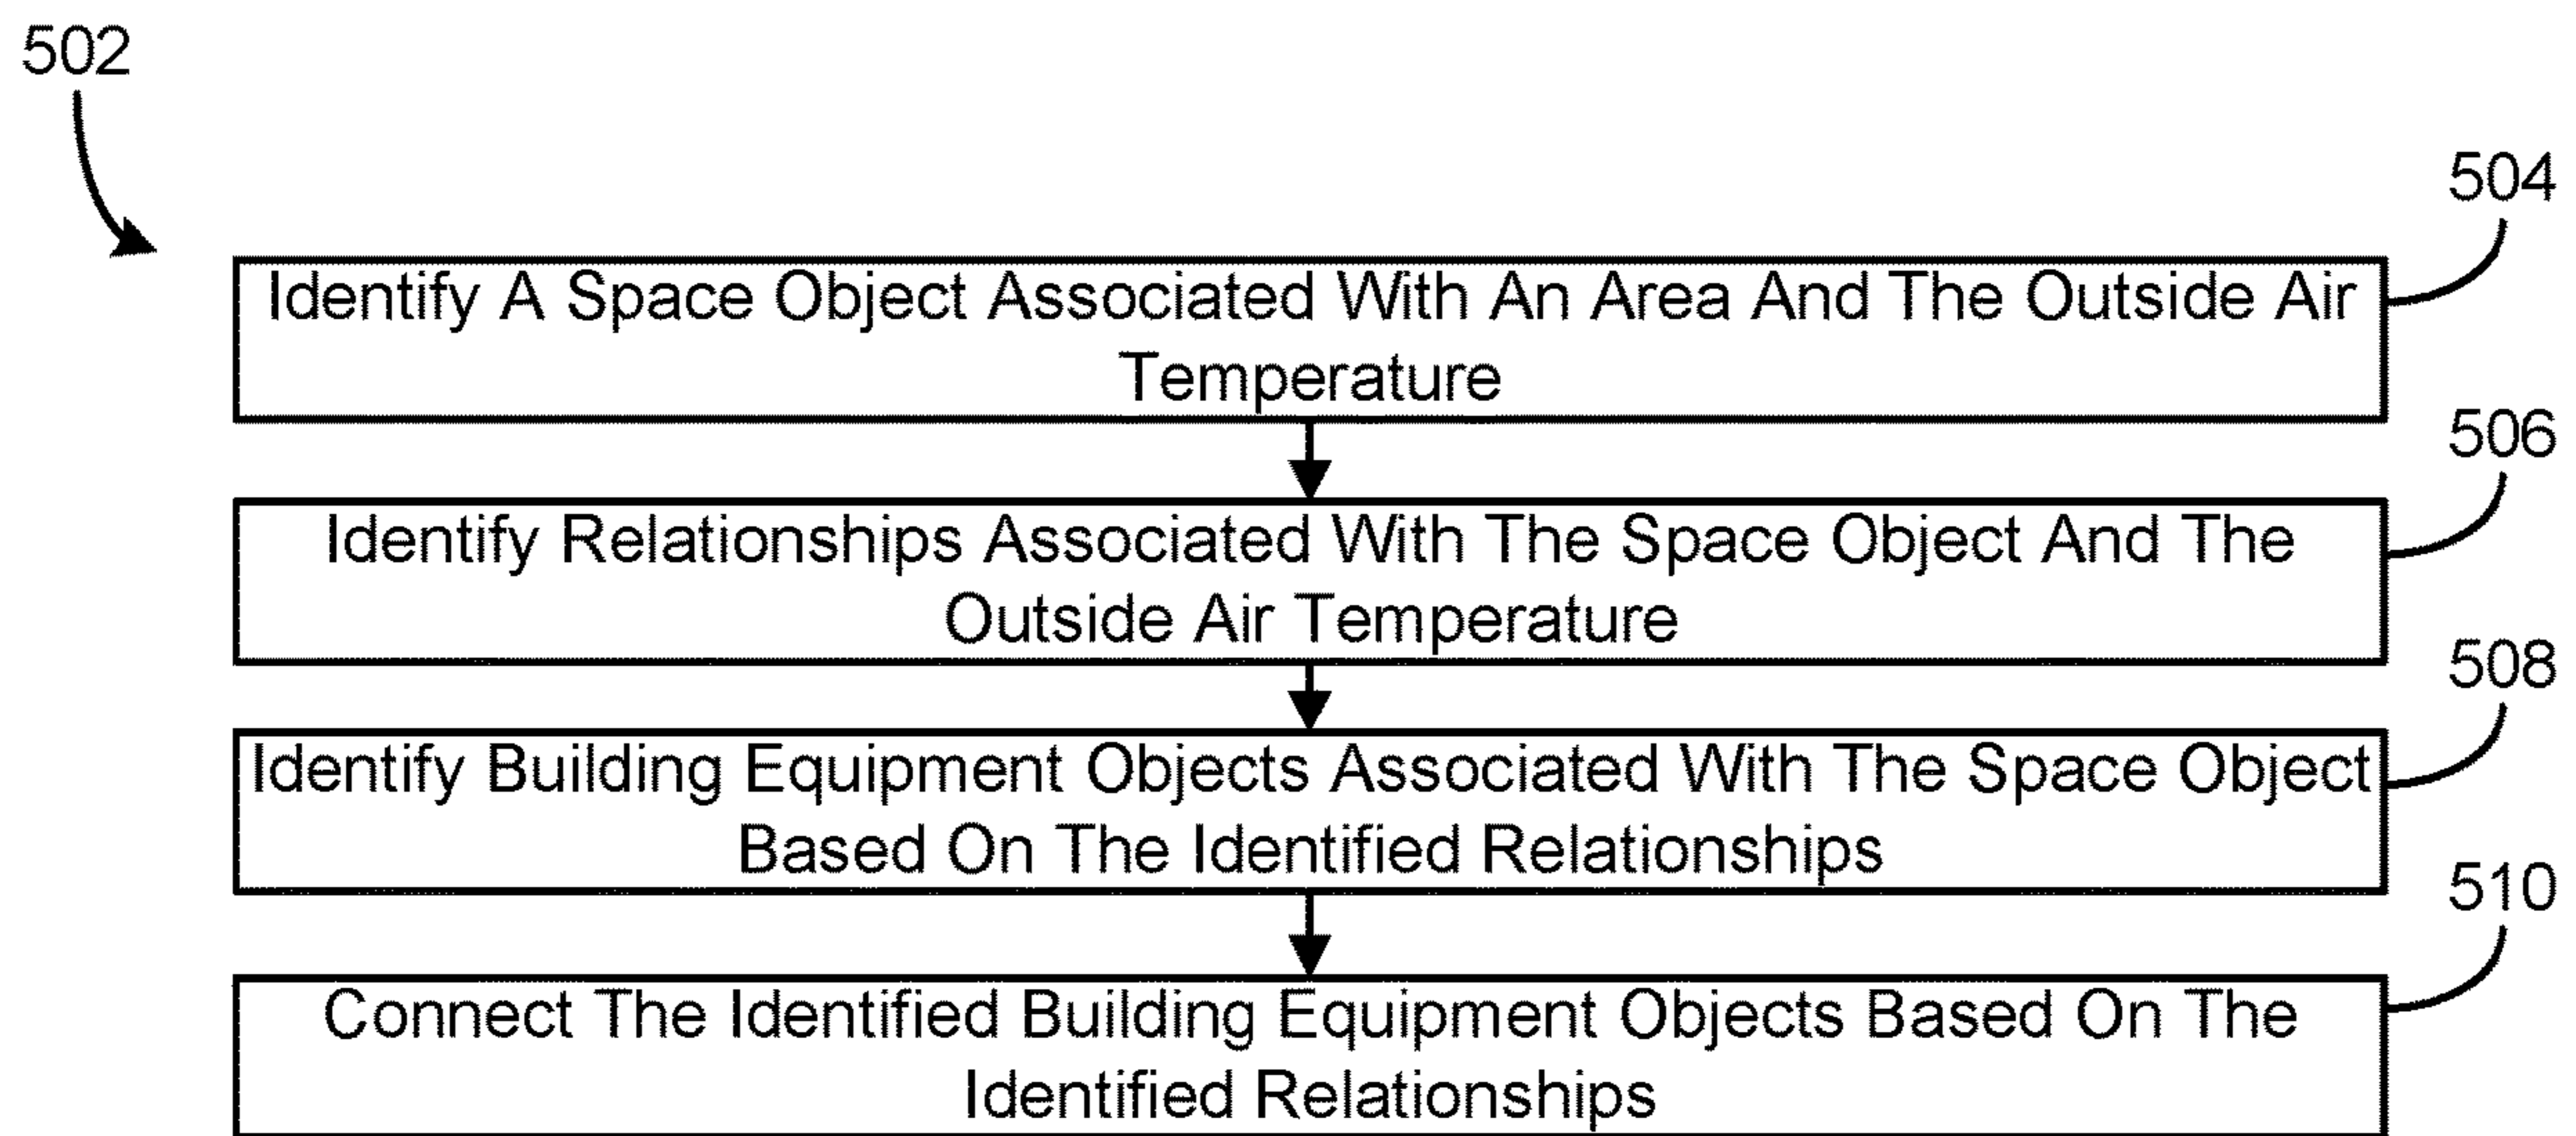 502
504
Identify A Space Object Associated With An Area And The Outside Air
Temperature
506
Identify Relationships Associated With The Space Object And The
Outside Air Temperature
508
Identify Building Equipment Objects Associated With The Space Object
Based On The Identified Relationships
510
Connect The Identified Building Equipment Objects Based On The
Identified Relationships